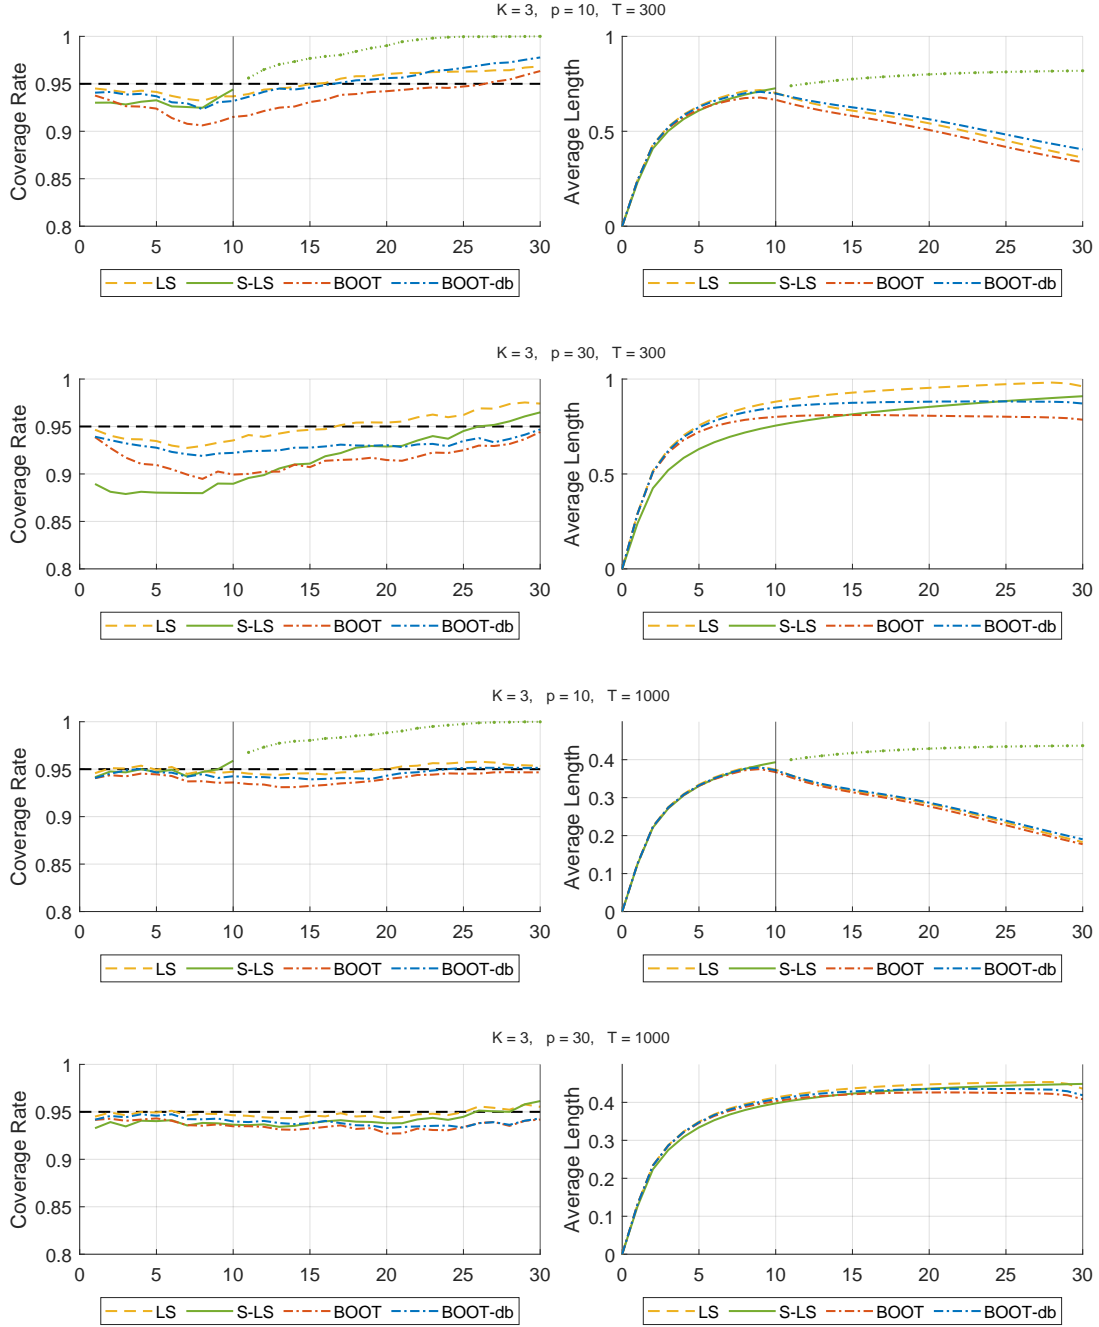 K = 3, p = 10, T = 300
Coverage Rate
1
0.95
0.9
0.85
0.8
0 5 10 15 20 25 30
LS S-LS BOOT BOOT-db
Average Length
1
0.5
0
0 5 10 15 20 25 30
LS S-LS BOOT BOOT-db
K = 3, p = 30, T = 300
Coverage Rate
1
0.95
0.9
0.85
0.8
0 5 10 15 20 25 30
LS S-LS BOOT BOOT-db
Average Length
1
0.5
0
0 5 10 15 20 25 30
LS S-LS BOOT BOOT-db
K = 3, p = 10, T = 1000
Coverage Rate
1
0.95
0.9
0.85
0.8
0 5 10 15 20 25 30
LS S-LS BOOT BOOT-db
Average Length
0.4
0.3
0.2
0.1
0
0 5 10 15 20 25 30
LS S-LS BOOT BOOT-db
K = 3, p = 30, T = 1000
Coverage Rate
1
0.95
0.9
0.85
0.8
0 5 10 15 20 25 30
LS S-LS BOOT BOOT-db
Average Length
0.4
0.3
0.2
0.1
0
0 5 10 15 20 25 30
LS S-LS BOOT BOOT-db